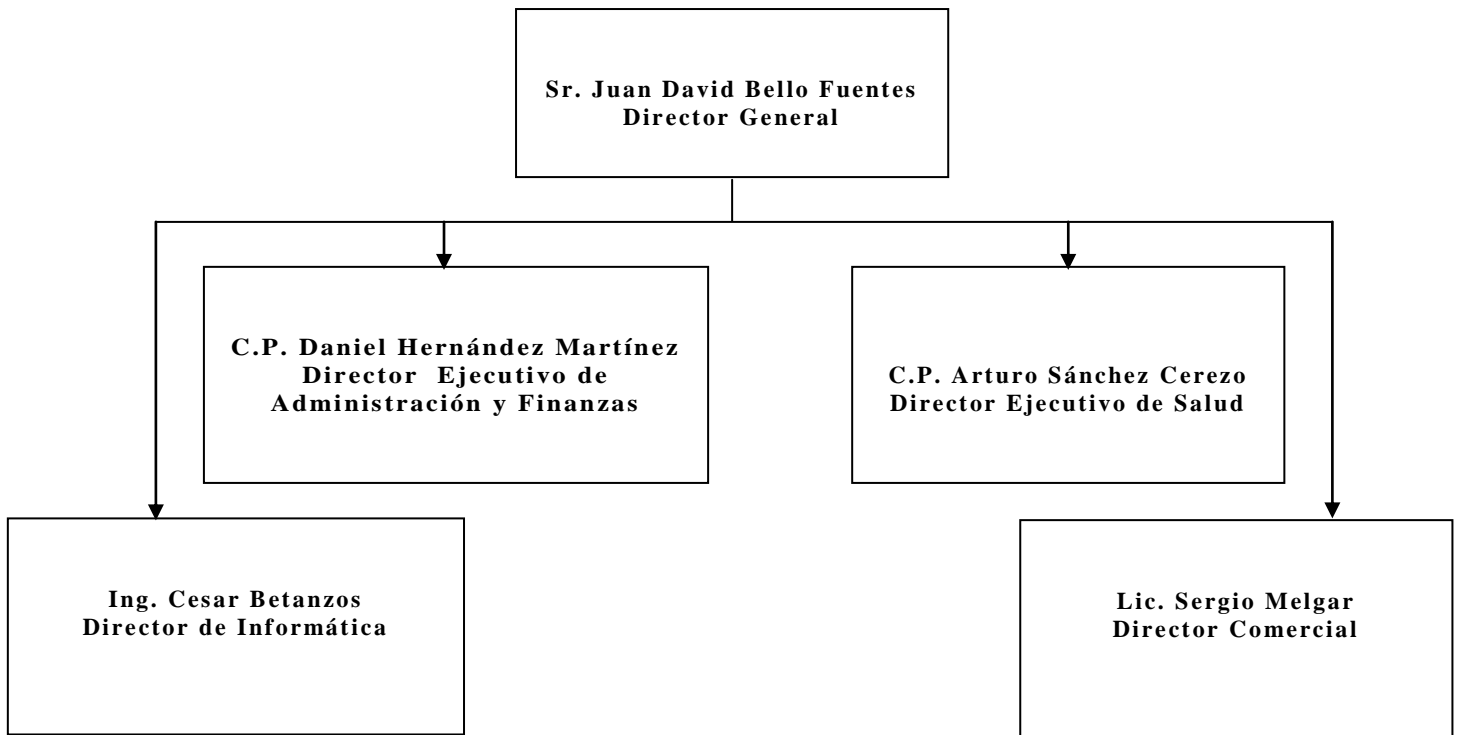 Sr. Juan David Bello Fuentes
Director General
C.P. Daniel Hernández Martínez
Director Ejecutivo de
Administración y Finanzas
C.P. Arturo Sánchez Cerezo
Director Ejecutivo de Salud
Ing. Cesar Betanzos
Director de Informática
Lic. Sergio Melgar
Director Comercial